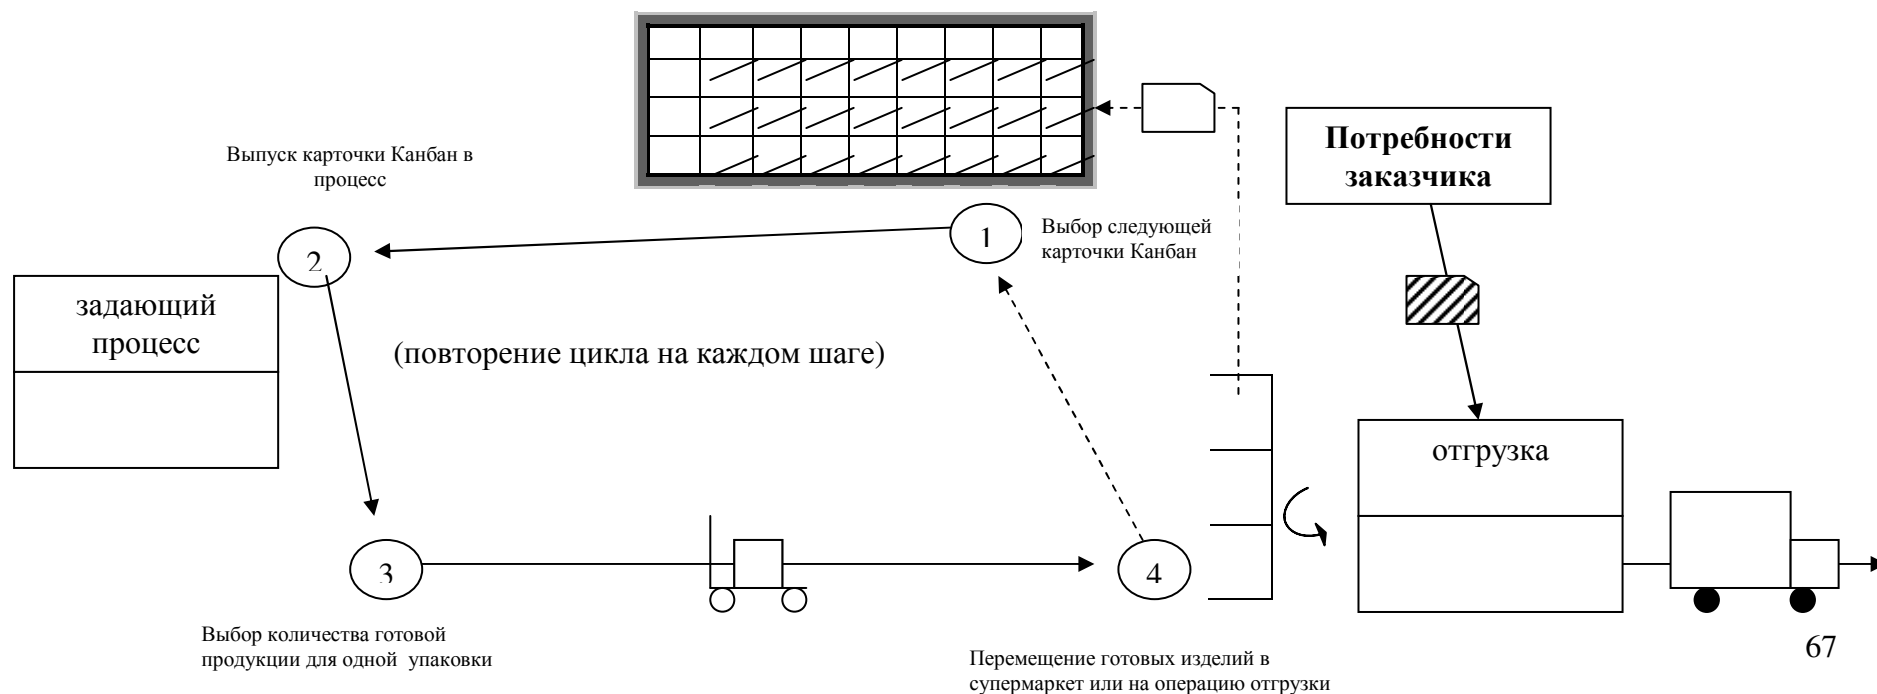 Потребности
заказчика
Выпуск карточки Канбан в
процесс
1
Выбор следующей
карточки Канбан
2
задающий
процесс
(повторение цикла на каждом шаге)
отгрузка
3
4
Выбор количества готовой
продукции для одной упаковки
Перемещение готовых изделий в
супермаркет или на операцию отгрузки
67